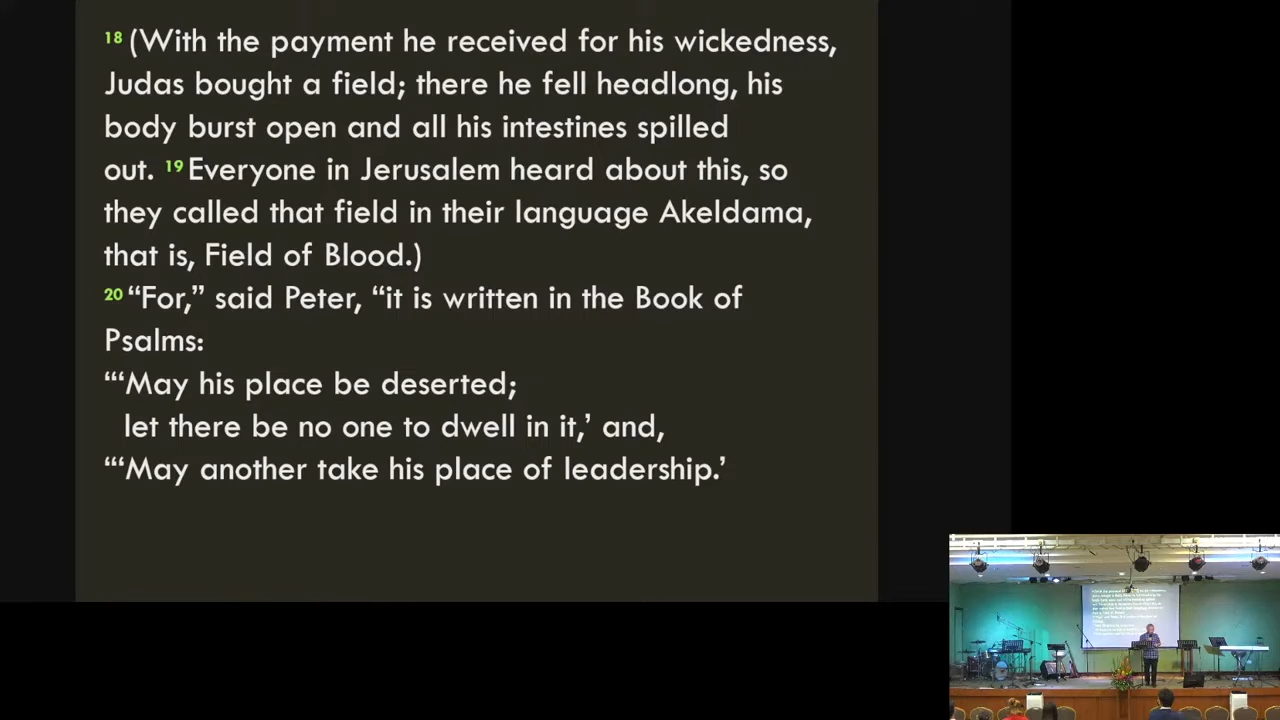 18 (With the payment he received for his wickedness,
Judas bought a field; there he fell headlong, his
body burst open and all his intestines spilled
out. 19 Everyone in Jerusalem heard about this, so
they called that field in their language Akeldama,
that is, Field of Blood.)
20 “For,” said Peter, “it is written in the Book of
Psalms:
“‘May his place be deserted;
let there be no one to dwell in it,’ and,
“‘May another take his place of leadership.’